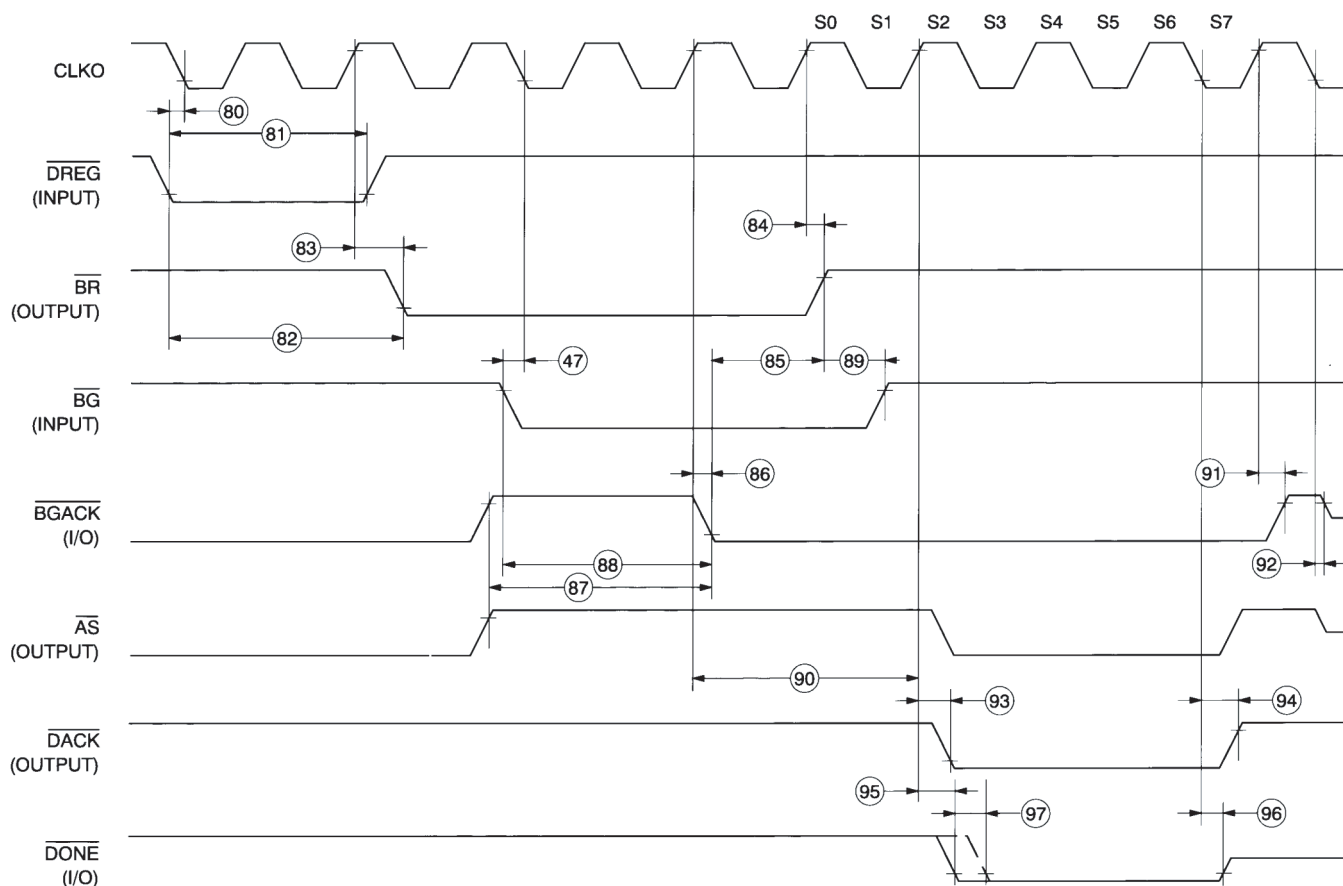 S0 S1 S2 S3 S4 S5 S6 S7
CLKO
80
81
DREG
(INPUT)
84
83
BR
(OUTPUT)
82
47
85
89
BG
(INPUT)
86
91
BGACK
(I/O)
88
92
87
AS
(OUTPUT)
90
93
94
DACK
(OUTPUT)
95
97
96
DONE
(I/O)